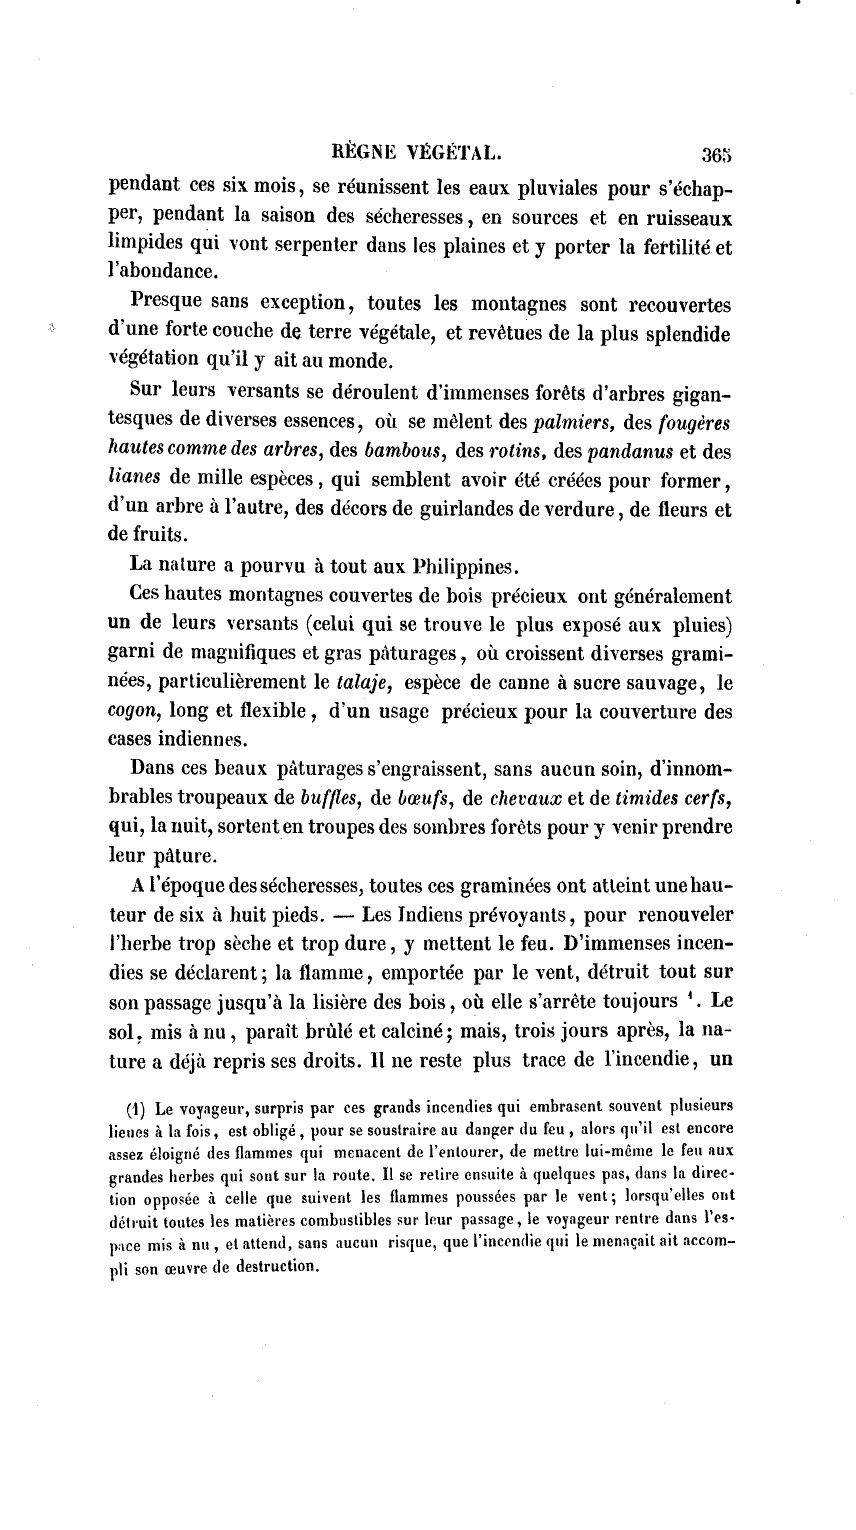 RÈGNE VÉGÉTAL. 365
pendant ces six mois, se réunissent les eaux pluviales pour s'échap-
per, pendant la saison des sécheresses, en sources et en ruisseaux
limpides qui vont serpenter dans les plaines et y porter la fertilité et
l'abondance.
Presque sans exception, toutes les montagnes sont recouvertes
d'une forte couche de terre végétale, et revêtues de la plus splendide
végétation qu'il y ait au monde.
Sur leurs versants se déroulent d'immenses forêts d'arbres gigan-
tesques de diverses essences, où se mêlent des palmiers, des fougères
hautes comme des arbres, des bambous, des rotins, des pandanus et des
lianes de mille espèces, qui semblent avoir été créées pour former,
d'un arbre à l'autre, des décors de guirlandes de verdure, de fleurs et
de fruits.
La nature a pourvu à tout aux Philippines.
Ces hautes montagnes couvertes de bois précieux ont généralement
un de leurs versants (celui qui se trouve le plus exposé aux pluies)
garni de magnifiques et gras pâturages, où croissent diverses grami-
nées, particulièrement le talaje, espèce de canne à sucre sauvage, le
cogon, long et flexible, d'un usage précieux pour la couverture des
cases indiennes.
Dans ces beaux pâturages s'engraissent, sans aucun soin, d'innom-
brables troupeaux de buffles, de bœufs, de chevaux et de timides cerfs,
qui, la nuit, sortent en troupes des sombres forêts pour y venir prendre
leur pâture.
A l'époque des sécheresses, toutes ces graminées ont atteint une hau-
teur de six à huit pieds. — Les Indiens prévoyants, pour renouveler
l'herbe trop sèche et trop dure, y mettent le feu. D'immenses incen-
dies se déclarent; la flamme, emportée par le vent, détruit tout sur
son passage jusqu'à la lisière des bois, où elle s'arrête toujours ¹. Le
sol, mis à nu, paraît brûlé et calciné; mais, trois jours après, la na-
ture a déjà repris ses droits. Il ne reste plus trace de l'incendie, un
(1) Le voyageur, surpris par ces grands incendies qui embrasent souvent plusieurs
lieues à la fois, est obligé, pour se soustraire au danger du feu, alors qu'il est encore
assez éloigné des flammes qui menacent de l'entourer, de mettre lui-même le feu aux
grandes herbes qui sont sur la route. Il se retire ensuite à quelques pas, dans la direc-
tion opposée à celle que suivent les flammes poussées par le vent; lorsqu'elles ont
détruit toutes les matières combustibles sur leur passage, le voyageur rentre dans l'es-
pace mis à nu, et attend, sans aucun risque, que l'incendie qui le menaçait ait accom-
pli son œuvre de destruction.